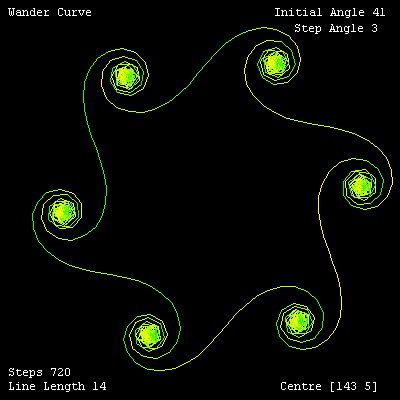 Wander Curve
Initial Angle 41
Step Angle 3
Steps 720
Line Length 14
Centre [143 5]